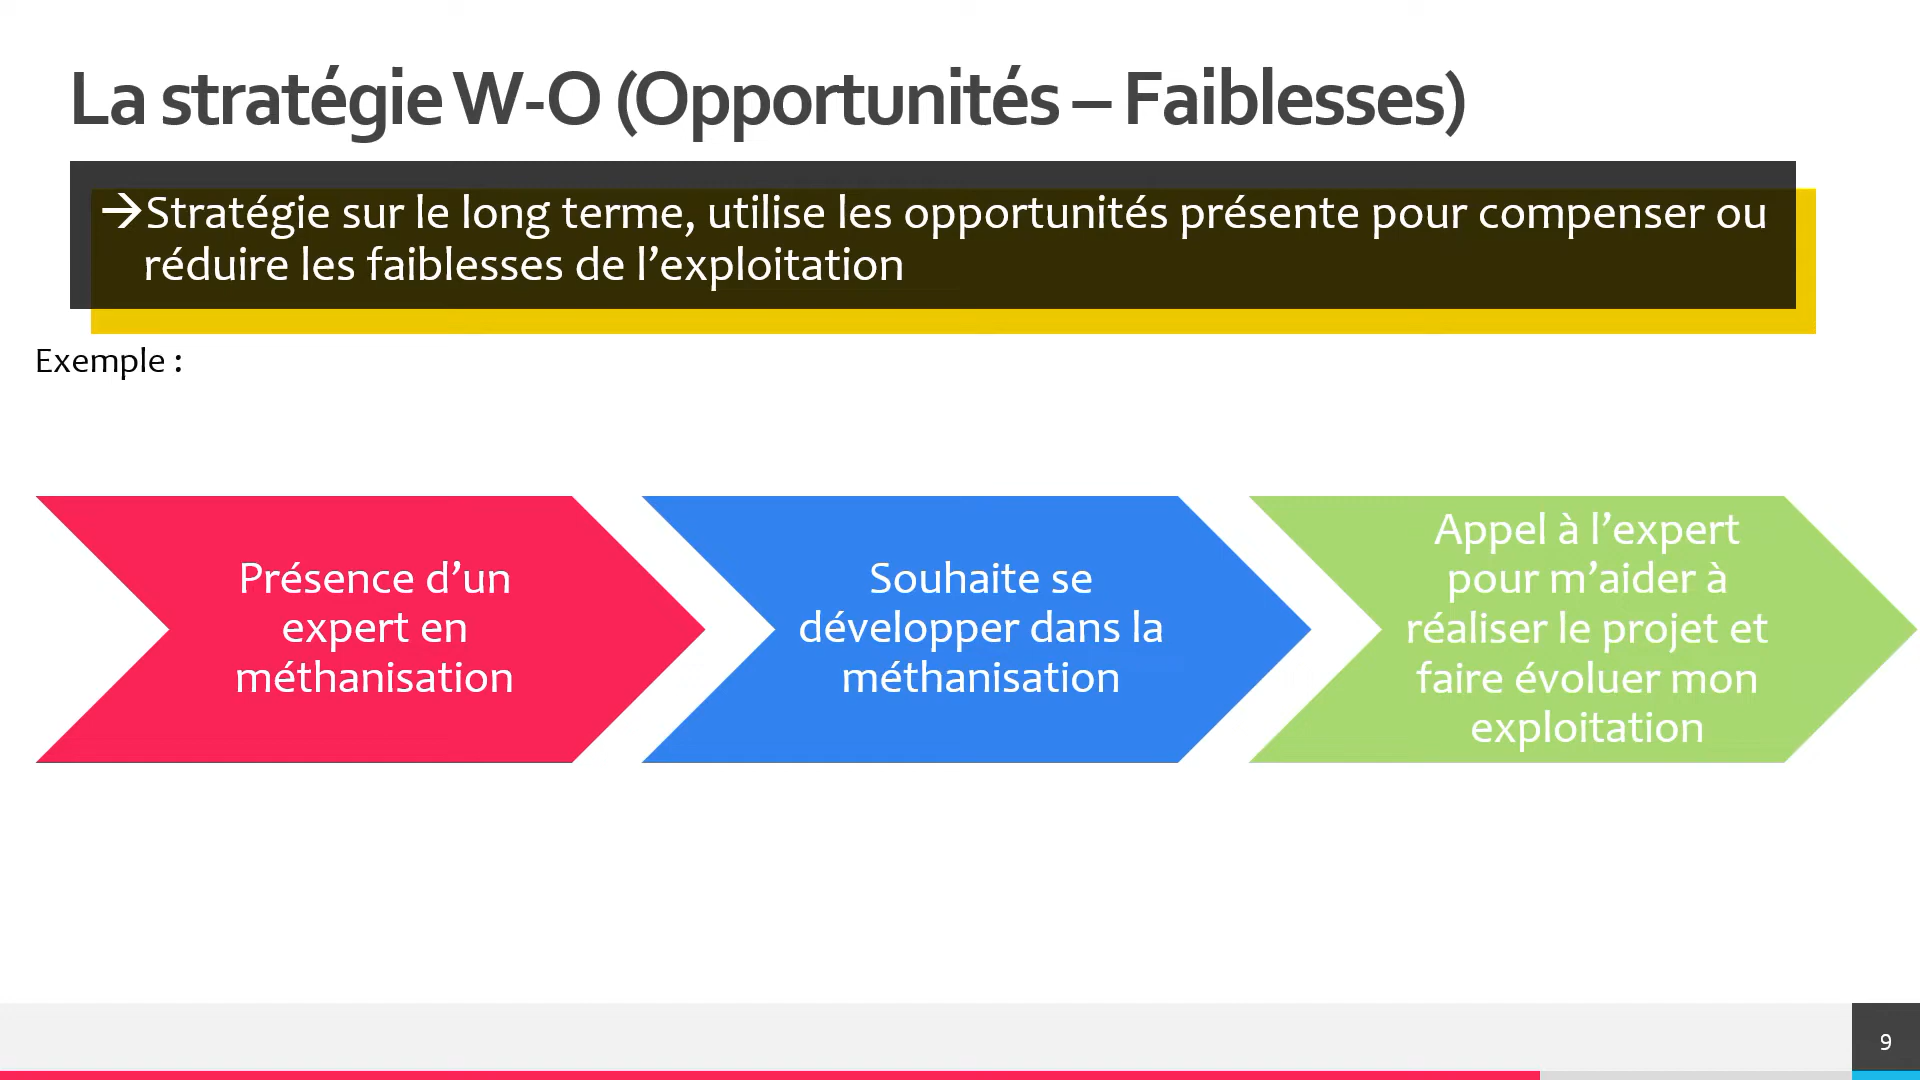 La stratégie W-O (Opportunités – Faiblesses)
→Stratégie sur le long terme, utilise les opportunités présente pour compenser ou
réduire les faiblesses de l’exploitation
Exemple :
Présence d’un
expert en
méthanisation
Souhaite se
développer dans la
méthanisation
Appel à l’expert
pour m’aider à
réaliser le projet et
faire évoluer mon
exploitation
9